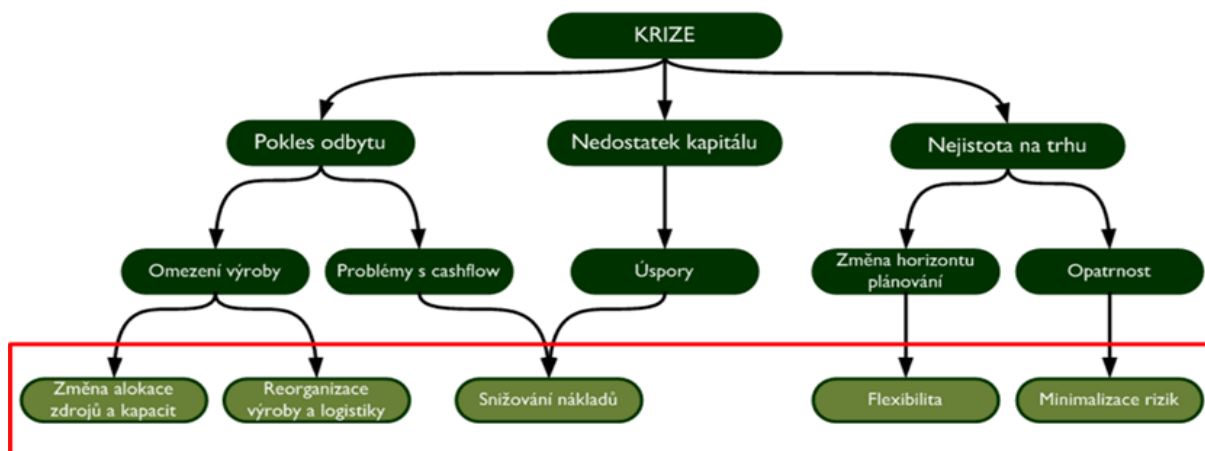 KRIZE
Pokles odbytu
Nedostatek kapitálu
Nejistota na trhu
Omezení výroby
Problémy s cashflow
Úspory
Změna horizontu
plánování
Opatrnost
Změna alokace
zdrojů a kapacit
Reorganizace
výroby a logistiky
Snižování nákladů
Flexibilita
Minimalizace rizik